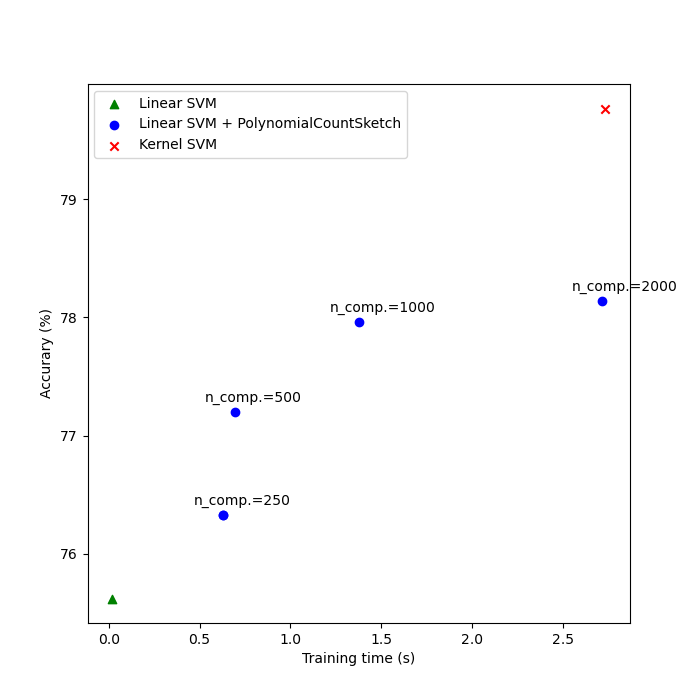 Linear SVM
Linear SVM + PolynomialCountSketch
Kernel SVM
79
78
77
76
n_comp.=2000
n_comp.=1000
n_comp.=500
n_comp.=250
Accurary (%)
0.0 0.5 1.0 1.5 2.0 2.5
Training time (s)